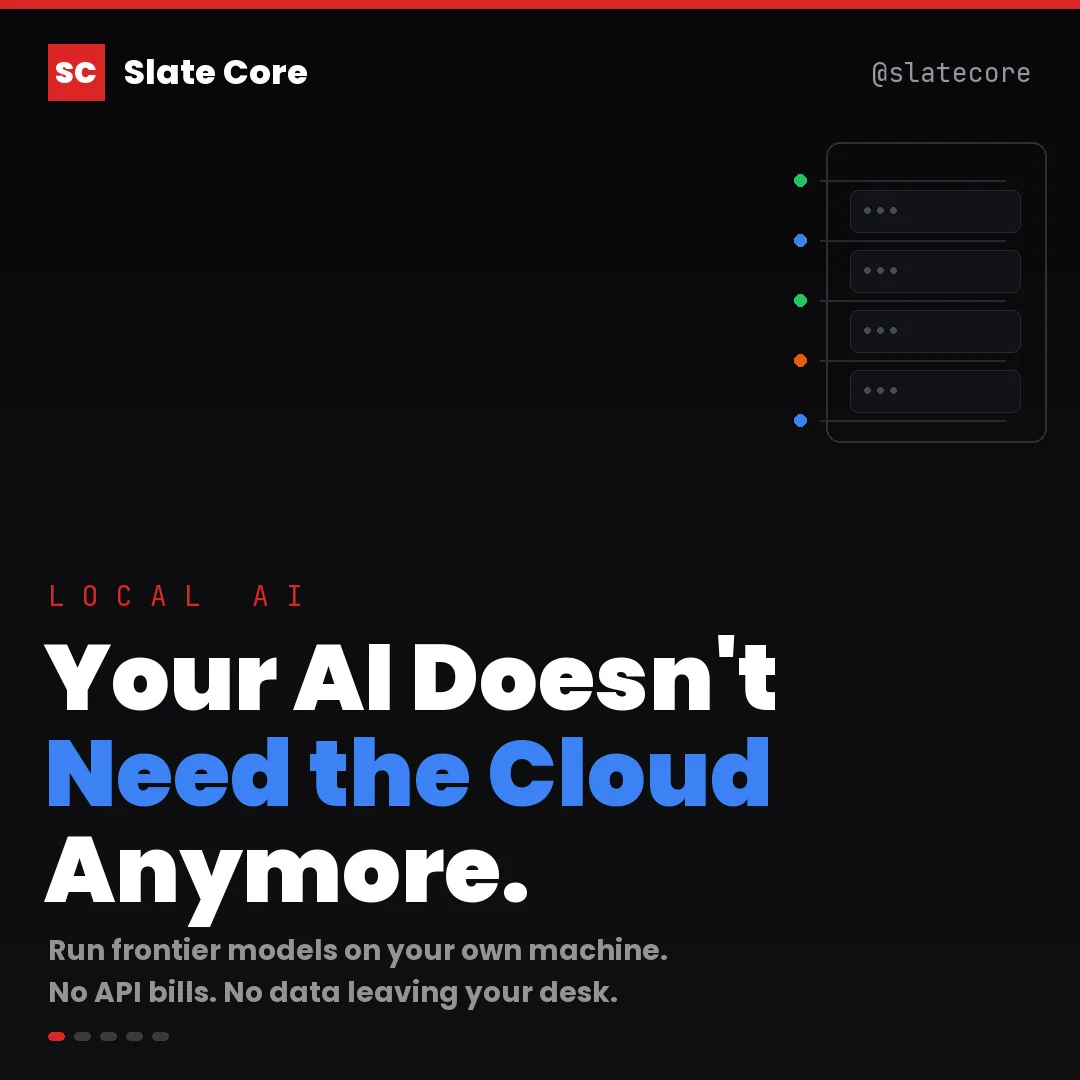 SC Slate Core
@slatecore
LOCAL AI
Your AI Doesn't
Need the Cloud
Anymore.
Run frontier models on your own machine.
No API bills. No data leaving your desk.